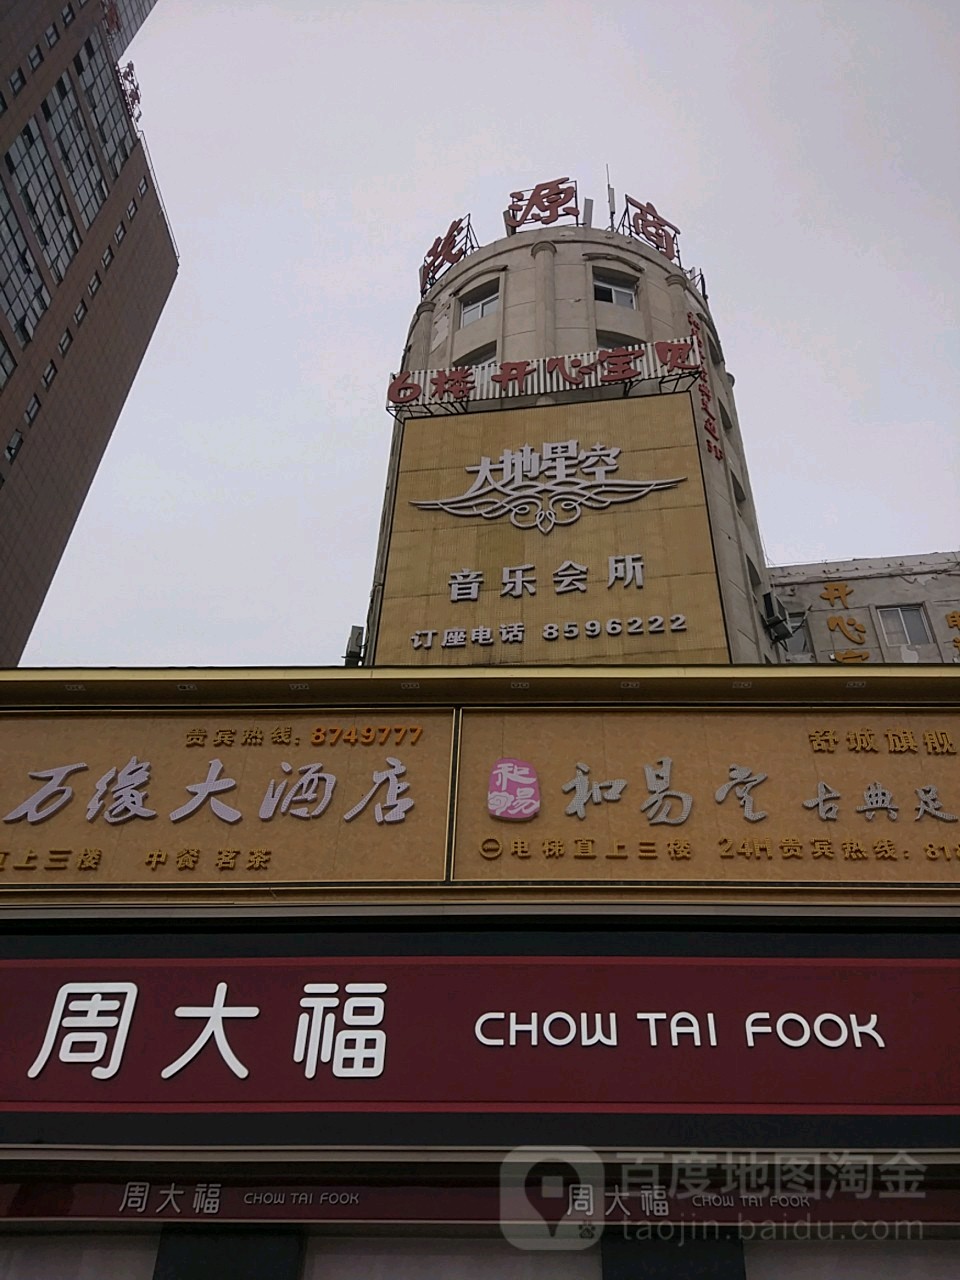 源商
6楼开心宝贝
大地星空
音乐会所
订座电话 8596222
开心
贵宾热线:8749777
万缘大酒店
直上三楼 中餐 茗茶
舒城旗舰
和易堂 古典足
电梯直上三楼 24H贵宾热线:818
周大福 CHOW TAI FOOK
周大福 CHOW TAI FOOK
周大福 CHOW TAI FOOK
百度地图淘金
taojin.baidu.com